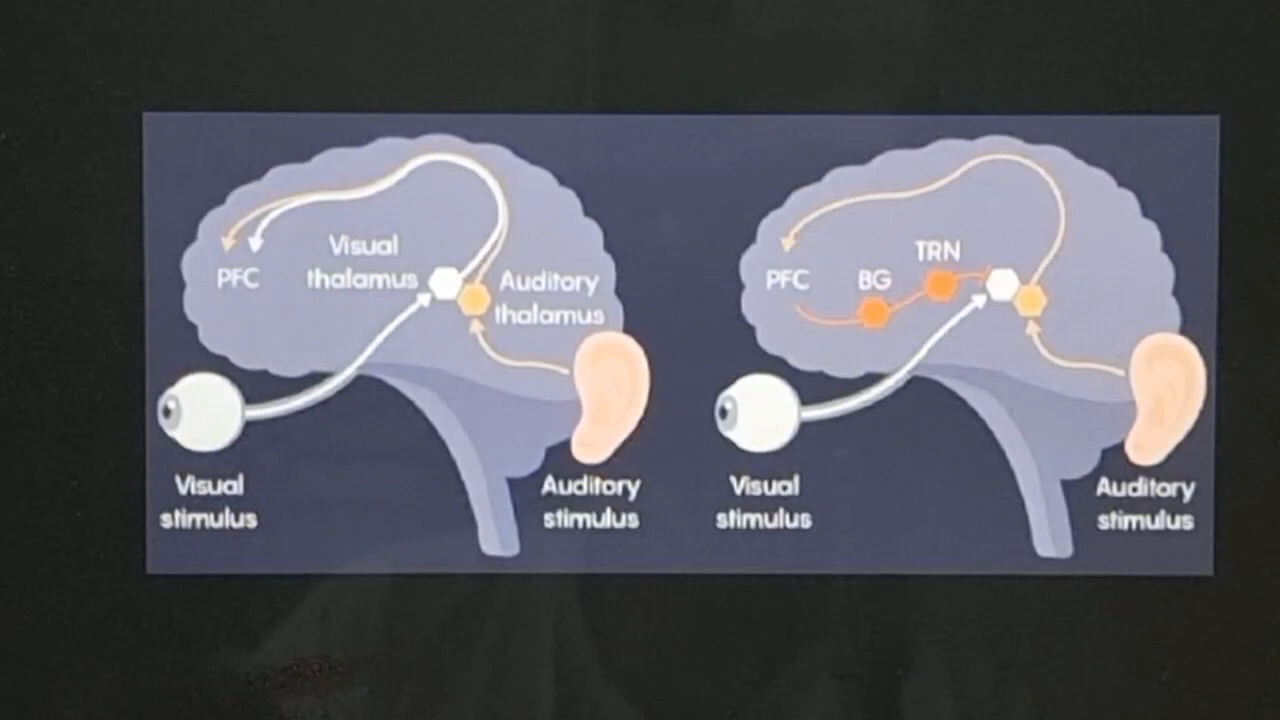 Visual
thalamus
PFC
Auditory
thalamus
Visual
stimulus
Auditory
stimulus
TRN
PFC
BG
Visual
stimulus
Auditory
stimulus